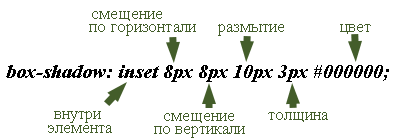 смещение
по горизонтали
размытие
цвет
box-shadow: inset 8px 8px 10px 3px #000000;
внутри
элемента
смещение
по вертикали
толщина